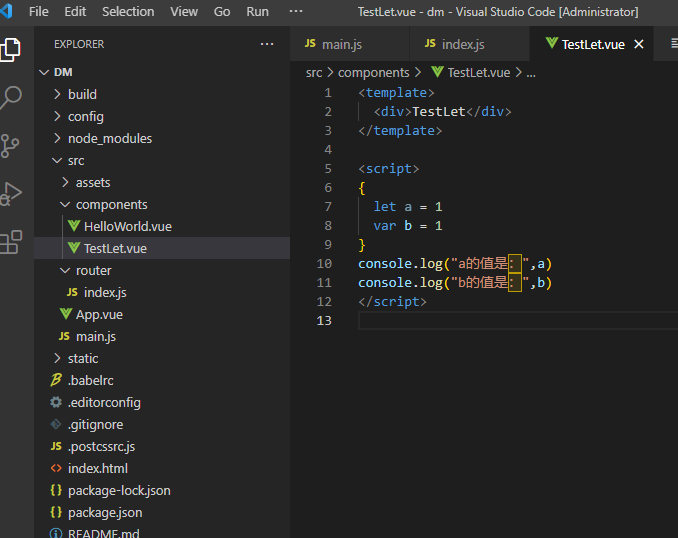 File Edit Selection View Go Run ··· TestLet.vue - dm - Visual Studio Code [Administrator]
EXPLORER ···
DM
build
config
node_modules
src
assets
components
HelloWorld.vue
TestLet.vue
router
JS index.js
App.vue
JS main.js
static
.babelrc
.editorconfig
.gitignore
JS .postcssrc.js
<> index.html
{} package-lock.json
{} package.json
README.md
JS main.js JS index.js TestLet.vue ×
src > components > TestLet.vue > ...
1 <template>
2 <div>TestLet</div>
3 </template>
4
5 <script>
6 {
7 let a = 1
8 var b = 1
9 }
10 console.log("a的值是：",a)
11 console.log("b的值是：",b)
12 </script>
13